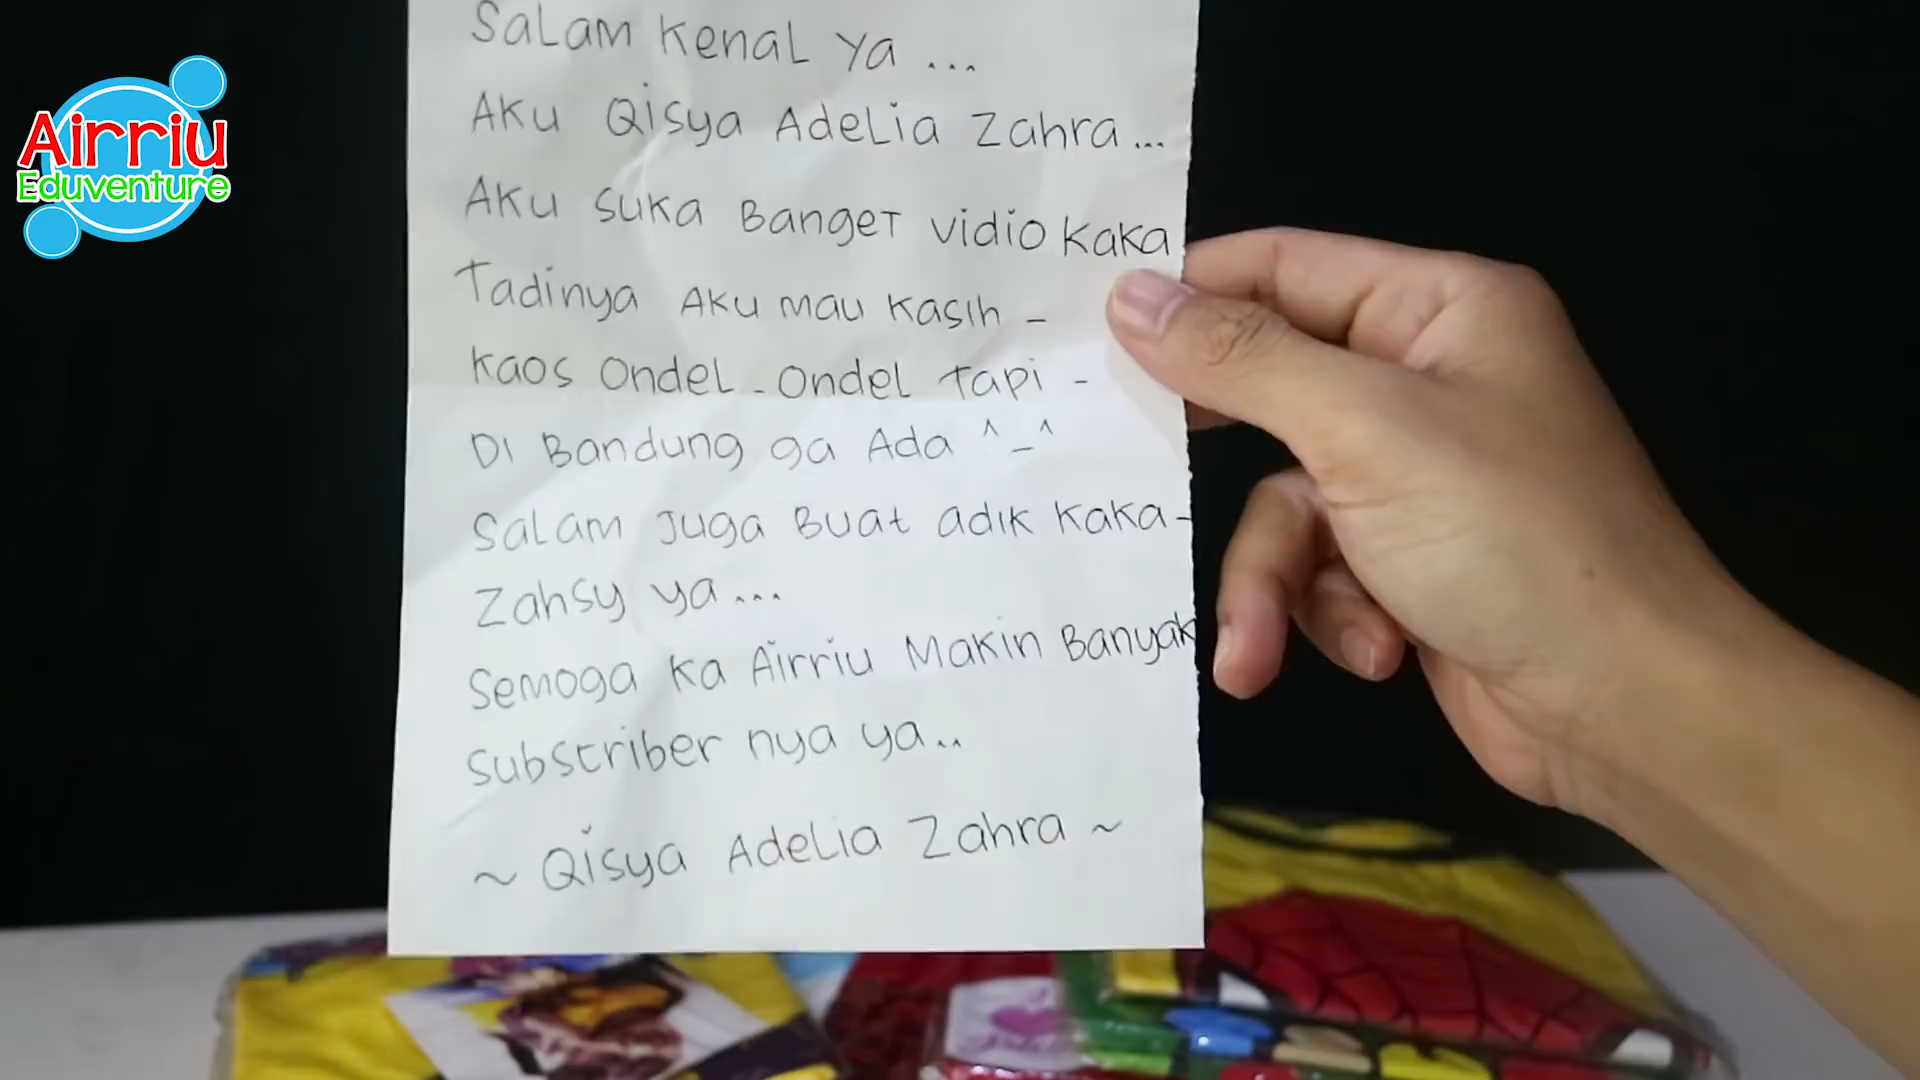 Airriu
Eduventure
SaLam Kenal ya ...
Aku Qisya AdeLia Zahra...
Aku suka Banget vidio kaka
Tadinya Aku mau kasih -
kaos ondel-ondel Tapi -
Di Bandung ga Ada ^_^
Salam juga Buat adik kaka-
Zahsy ya...
Semoga ka Airriu Makin Banyak
Substriber nya ya..
~ Qisya AdeLia Zahra ~